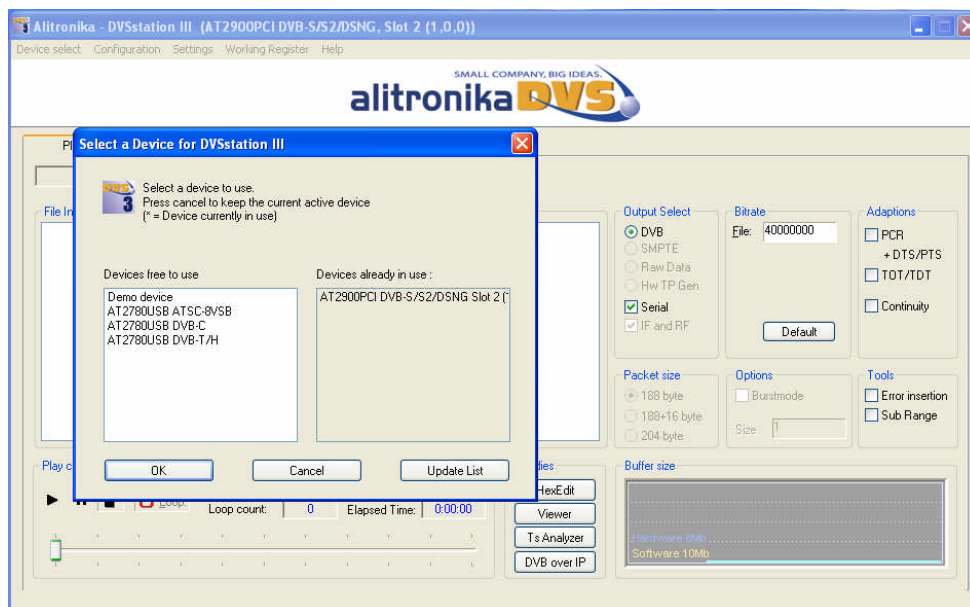 Alitronika - DVSstation III (AT2900PCI DVB-S/S2/DSNG, Slot 2 (1,0,0))
Device select Configuration Settings Working Register Help
SMALL COMPANY, BIG IDEAS.
alitronika DVS
Select a Device for DVSstation III
DVS 3
Select a device to use.
Press cancel to keep the current active device
(* = Device currently in use)
Devices free to use
Demo device
AT2780USB ATSC-8VSB
AT2780USB DVB-C
AT2780USB DVB-T/H
Devices already in use :
AT2900PCI DVB-S/S2/DSNG Slot 2 (
OK Cancel Update List
File In
Output Select
DVB
SMPTE
Raw Data
Hw TP Gen
Serial
IF and RF
Bitrate
File: 40000000
Default
Adaptions
PCR
+ DTS/PTS
TOT/TDT
Continuity
Packet size
188 byte
188+16 byte
204 byte
Options
Burstmode
Size 1
Tools
Error insertion
Sub Range
Play c
Loop:
Loop count: 0 Elapsed Time: 0:00:00
HexEdit
Viewer
Ts Analyzer
DVB over IP
Buffer size
Hardware 8Mb
Software 10Mb